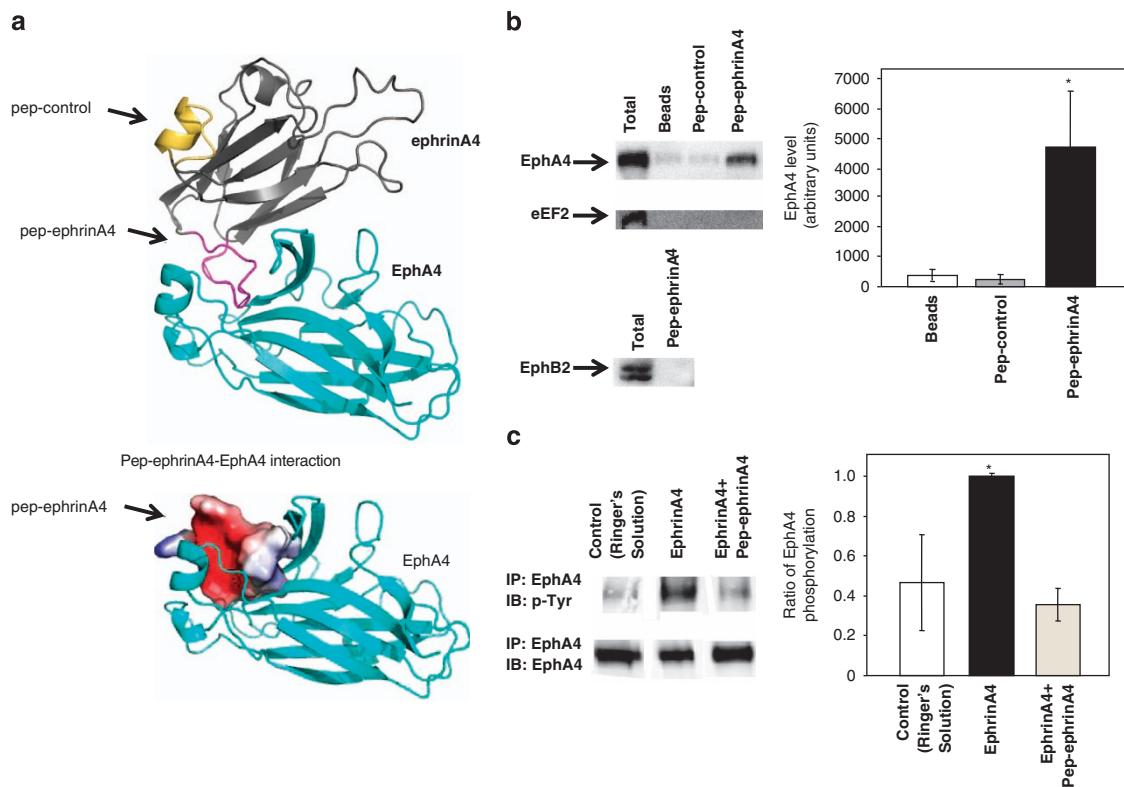 a
pep-control
ephrinA4
pep-ephrinA4
EphA4
Pep-ephrinA4-EphA4 interaction
pep-ephrinA4
EphA4
b
Total
Beads
Pep-control
Pep-ephrinA4
EphA4
eEF2
Total
Pep-ephrinA4
EphB2
EphA4 level
(arbitrary units)
7000
6000
5000
4000
3000
2000
1000
0
*
Beads
Pep-control
Pep-ephrinA4
c
Control
(Ringer's
Solution)
EphrinA4
EphrinA4+
Pep-ephrinA4
IP: EphA4
IB: p-Tyr
IP: EphA4
IB: EphA4
Ratio of EphA4
phosphorylation
1.0
0.8
0.6
0.4
0.2
0
*
Control
(Ringer's
Solution)
EphrinA4
EphrinA4+
Pep-ephrinA4